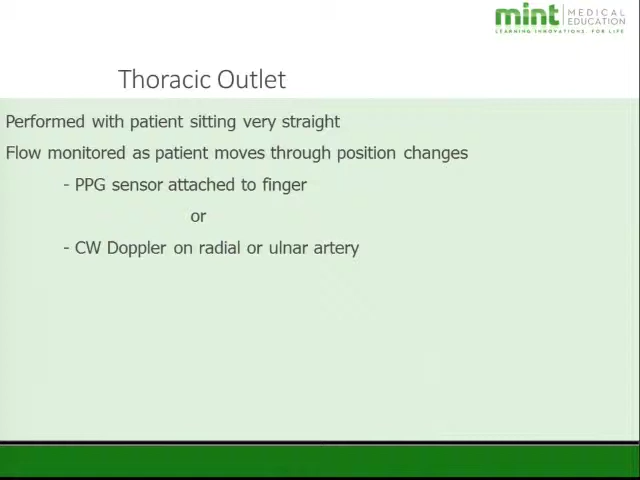 mint MEDICAL
EDUCATION
LEARNING INNOVATIONS. FOR LIFE
Thoracic Outlet
Performed with patient sitting very straight
Flow monitored as patient moves through position changes
- PPG sensor attached to finger
or
- CW Doppler on radial or ulnar artery